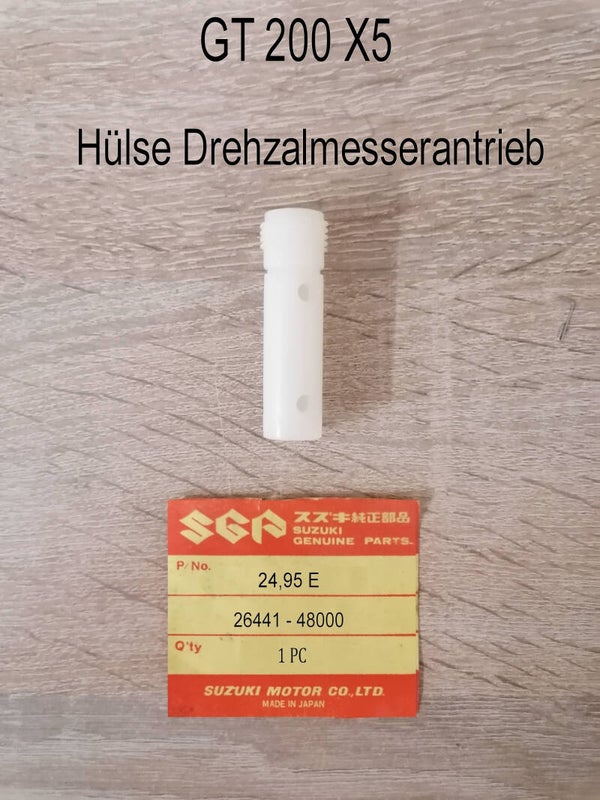 GT 200 X5
Hülse Drehzalmesserantrieb
SGP スズキ純正部品
SUZUKI
GENUINE PARTS.
P/No.
24,95 E
26441 - 48000
Q'ty
1 PC
SUZUKI MOTOR CO., LTD.
MADE IN JAPAN